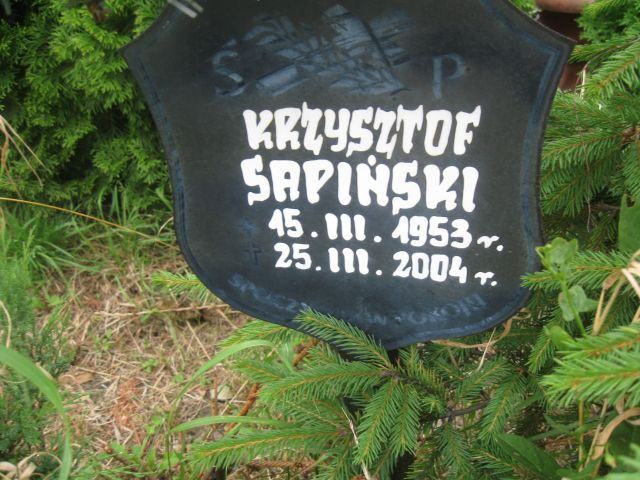 Ś P
KRZYSZTOF
SAPIŃSKI
15.III.1953 r.
25.III.2004 r.